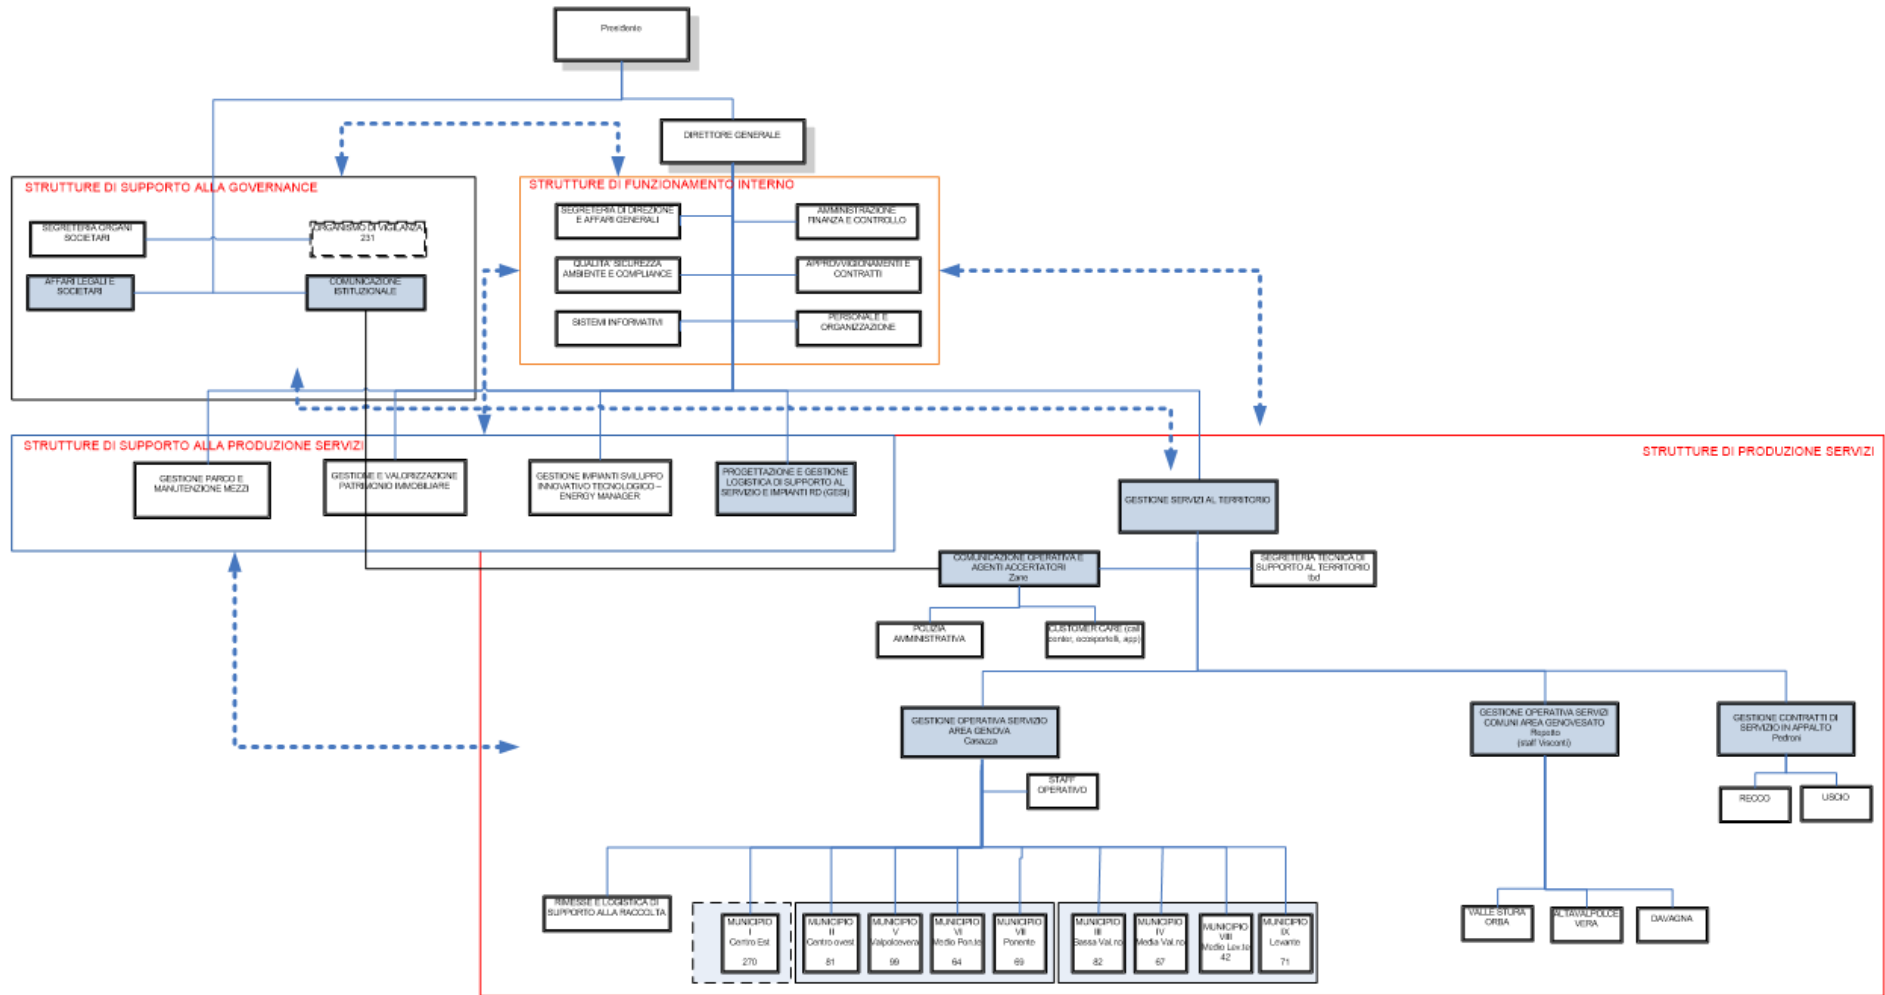 Presidente
DIRETTORE GENERALE
STRUTTURE DI SUPPORTO ALLA GOVERNANCE
SEGRETERIA ORGANI
SOCIETARI
ORGANISMO DI VIGILANZA
231
AFFARI LEGALI E
SOCIETARI
COMUNICAZIONE
ISTITUZIONALE
STRUTTURE DI FUNZIONAMENTO INTERNO
SEGRETERIA DI DIREZIONE
E AFFARI GENERALI
AMMINISTRAZIONE
FINANZA E CONTROLLO
QUALITA' SICUREZZA
AMBIENTE E COMPLIANCE
APPROVVIGIONAMENTI E
CONTRATTI
SISTEMI INFORMATIVI
PERSONALE E
ORGANIZZAZIONE
STRUTTURE DI SUPPORTO ALLA PRODUZIONE SERVIZI
GESTIONE PARCO E
MANUTENZIONE MEZZI
GESTIONE E VALORIZZAZIONE
PATRIMONIO IMMOBILIARE
GESTIONE IMPIANTI SVILUPPO
INNOVATIVO TECNOLOGICO –
ENERGY MANAGER
PROGETTAZIONE E GESTIONE
LOGISTICA DI SUPPORTO AL
SERVIZIO E IMPIANTI RD (GESI)
STRUTTURE DI PRODUZIONE SERVIZI
GESTIONE SERVIZI AL TERRITORIO
COMUNICAZIONE OPERATIVA E
AGENTI ACCERTATORI
Zane
SEGRETERIA TECNICA DI
SUPPORTO AL TERRITORIO
tbd
POLIZIA
AMMINISTRATIVA
CUSTOMER CARE (call
center, ecosportelli, app)
GESTIONE OPERATIVA SERVIZIO
AREA GENOVA
Casazza
GESTIONE OPERATIVA SERVIZI
COMUNI AREA GENOVESATO
Repetto
(staff Visconti)
GESTIONE CONTRATTI DI
SERVIZIO IN APPALTO
Pedroni
STAFF
OPERATIVO
RECCO
USCIO
RIMESSE E LOGISTICA DI
SUPPORTO ALLA RACCOLTA
MUNICIPIO
I
Centro Est
270
MUNICIPIO
II
Centro ovest
81
MUNICIPIO
V
Valpolcevera
99
MUNICIPIO
VI
Medio Pon.te
64
MUNICIPIO
VII
Ponente
69
MUNICIPIO
III
Bassa Val.no
82
MUNICIPIO
IV
Media Val.no
67
MUNICIPIO
VIII
Medio Lev.te
42
MUNICIPIO
IX
Levante
71
VALLE STURA
ORBA
ALTAVALPOLCE
VERA
DAVAGNA